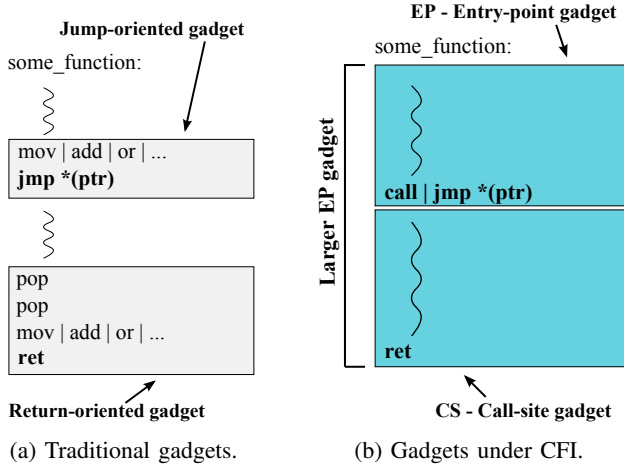 Jump-oriented gadget
some_function:
mov | add | or | ...
jmp *(ptr)
pop
pop
mov | add | or | ...
ret
Return-oriented gadget
(a) Traditional gadgets.
EP - Entry-point gadget
some_function:
Larger EP gadget
call | jmp *(ptr)
ret
CS - Call-site gadget
(b) Gadgets under CFI.